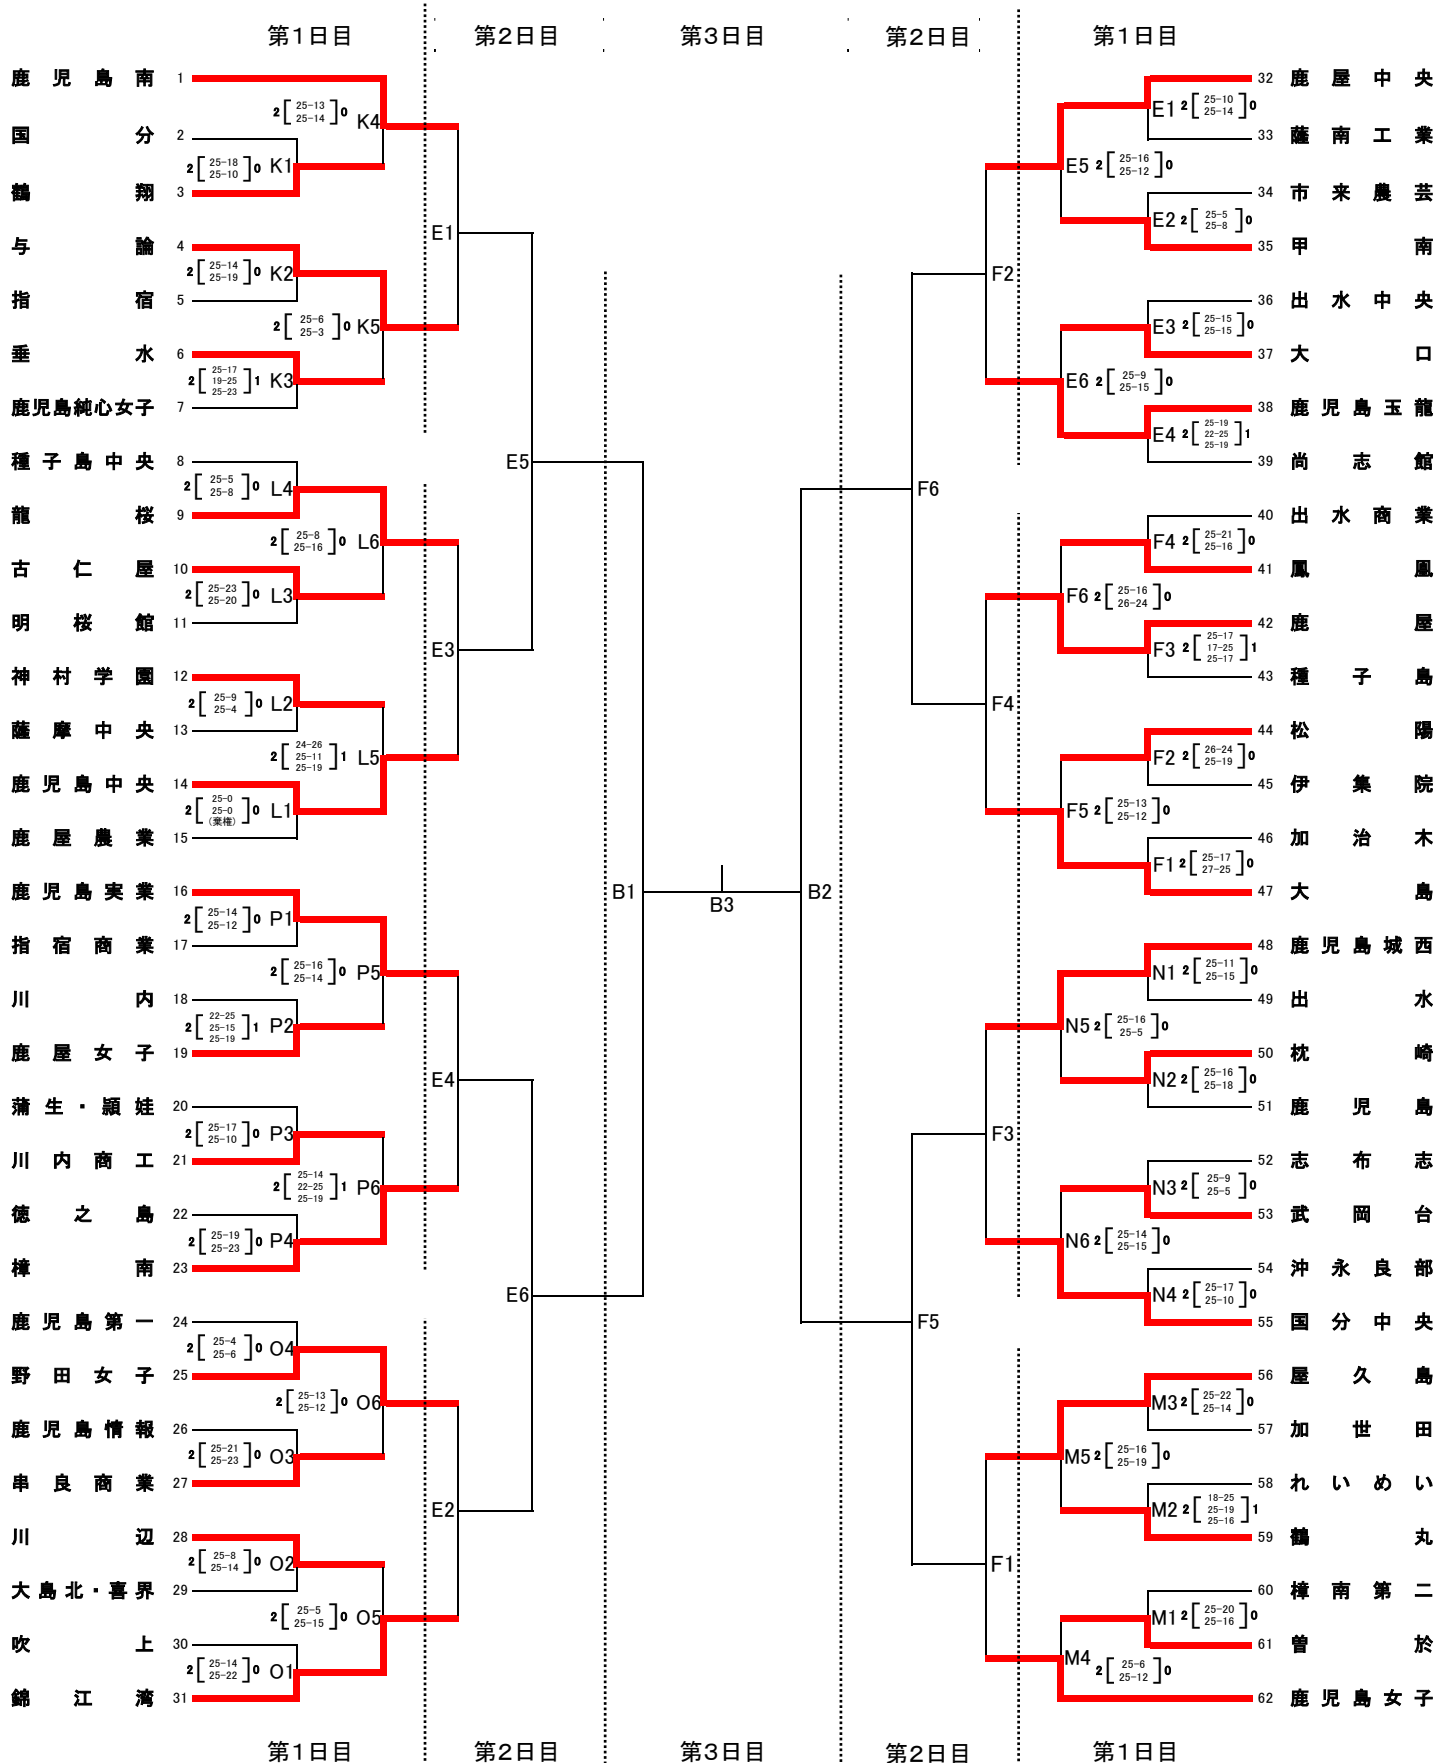 第1日目 第2日目 第3日目 第2日目 第1日目
鹿児島南 1
2 [ 25-13 25-14 ] 0 K4
国分 2
2 [ 25-18 25-10 ] 0 K1
鶴翔 3
E1
与論 4
2 [ 25-14 25-19 ] 0 K2
指宿 5
2 [ 25-6 25-3 ] 0 K5
垂水 6
2 [ 25-17 19-25 25-23 ] 1 K3
鹿児島純心女子 7
E5
種子島中央 8
2 [ 25-5 25-8 ] 0 L4
龍桜 9
2 [ 25-8 25-16 ] 0 L6
古仁屋 10
2 [ 25-23 25-20 ] 0 L3
明桜館 11
E3
神村学園 12
2 [ 25-9 25-4 ] 0 L2
薩摩中央 13
2 [ 24-26 25-11 25-19 ] 1 L5
鹿児島中央 14
2 [ 25-0 25-0 (棄権) ] 0 L1
鹿屋農業 15
B1
B3
B2
鹿児島実業 16
2 [ 25-14 25-12 ] 0 P1
指宿商業 17
2 [ 25-16 25-14 ] 0 P5
川内 18
2 [ 22-25 25-15 25-19 ] 1 P2
鹿屋女子 19
E4
蒲生・頴娃 20
2 [ 25-17 25-10 ] 0 P3
川内商工 21
2 [ 25-14 22-25 25-19 ] 1 P6
徳之島 22
2 [ 25-19 25-23 ] 0 P4
樟南 23
E6
鹿児島第一 24
2 [ 25-4 25-6 ] 0 O4
野田女子 25
2 [ 25-13 25-12 ] 0 O6
鹿児島情報 26
2 [ 25-21 25-23 ] 0 O3
串良商業 27
E2
川辺 28
2 [ 25-8 25-14 ] 0 O2
大島北・喜界 29
2 [ 25-5 25-15 ] 0 O5
吹上 30
2 [ 25-14 25-22 ] 0 O1
錦江湾 31
32 鹿屋中央
E1 2 [ 25-10 25-14 ] 0
33 薩南工業
E5 2 [ 25-16 25-12 ] 0
34 市来農芸
E2 2 [ 25-5 25-8 ] 0
35 甲南
F2
36 出水中央
E3 2 [ 25-15 25-15 ] 0
37 大口
E6 2 [ 25-9 25-15 ] 0
38 鹿児島玉龍
E4 2 [ 25-19 22-25 25-19 ] 1
39 尚志館
F6
40 出水商業
F4 2 [ 25-21 25-16 ] 0
41 鳳凰
F6 2 [ 25-16 26-24 ] 0
42 鹿屋
F3 2 [ 25-17 17-25 25-17 ] 1
43 種子島
F4
44 松陽
F2 2 [ 26-24 25-19 ] 0
45 伊集院
F5 2 [ 25-13 25-12 ] 0
46 加治木
F1 2 [ 25-17 27-25 ] 0
47 大島
48 鹿児島城西
N1 2 [ 25-11 25-15 ] 0
49 出水
N5 2 [ 25-16 25-5 ] 0
50 枕崎
N2 2 [ 25-16 25-18 ] 0
51 鹿児島
F3
52 志布志
N3 2 [ 25-9 25-5 ] 0
53 武岡台
N6 2 [ 25-14 25-15 ] 0
54 沖永良部
N4 2 [ 25-17 25-10 ] 0
55 国分中央
F5
56 屋久島
M3 2 [ 25-22 25-14 ] 0
57 加世田
M5 2 [ 25-16 25-19 ] 0
58 れいめい
M2 2 [ 18-25 25-19 25-16 ] 1
59 鶴丸
F1
60 樟南第二
M1 2 [ 25-20 25-16 ] 0
61 曽於
M4 2 [ 25-6 25-12 ] 0
62 鹿児島女子
第1日目 第2日目 第3日目 第2日目 第1日目